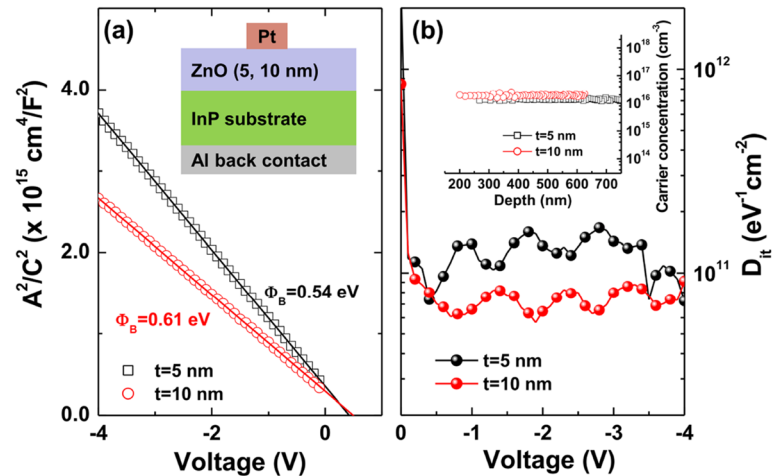 (a)
Pt
ZnO (5, 10 nm)
InP substrate
Al back contact
A²/C² (x 10¹⁵ cm⁴/F²)
4.0
2.0
0.0
Φ_B=0.54 eV
Φ_B=0.61 eV
t=5 nm
t=10 nm
-4
-2
0
Voltage (V)
(b)
10¹⁸
10¹⁷
10¹⁶
10¹⁵
10¹⁴
Carrier concentration (cm⁻³)
t=5 nm
t=10 nm
200 300 400 500 600 700
Depth (nm)
10¹²
10¹¹
D_it (eV⁻¹cm⁻²)
t=5 nm
t=10 nm
0
-1
-2
-3
-4
Voltage (V)